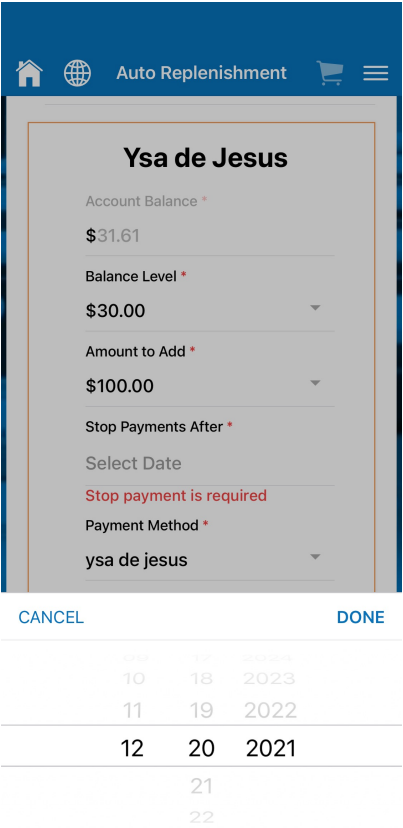 Auto Replenishment
Ysa de Jesus
Account Balance *
$31.61
Balance Level *
$30.00
Amount to Add *
$100.00
Stop Payments After *
Select Date
Stop payment is required
Payment Method *
ysa de jesus
CANCEL DONE
10 18 2023
11 19 2022
12 20 2021
21
22